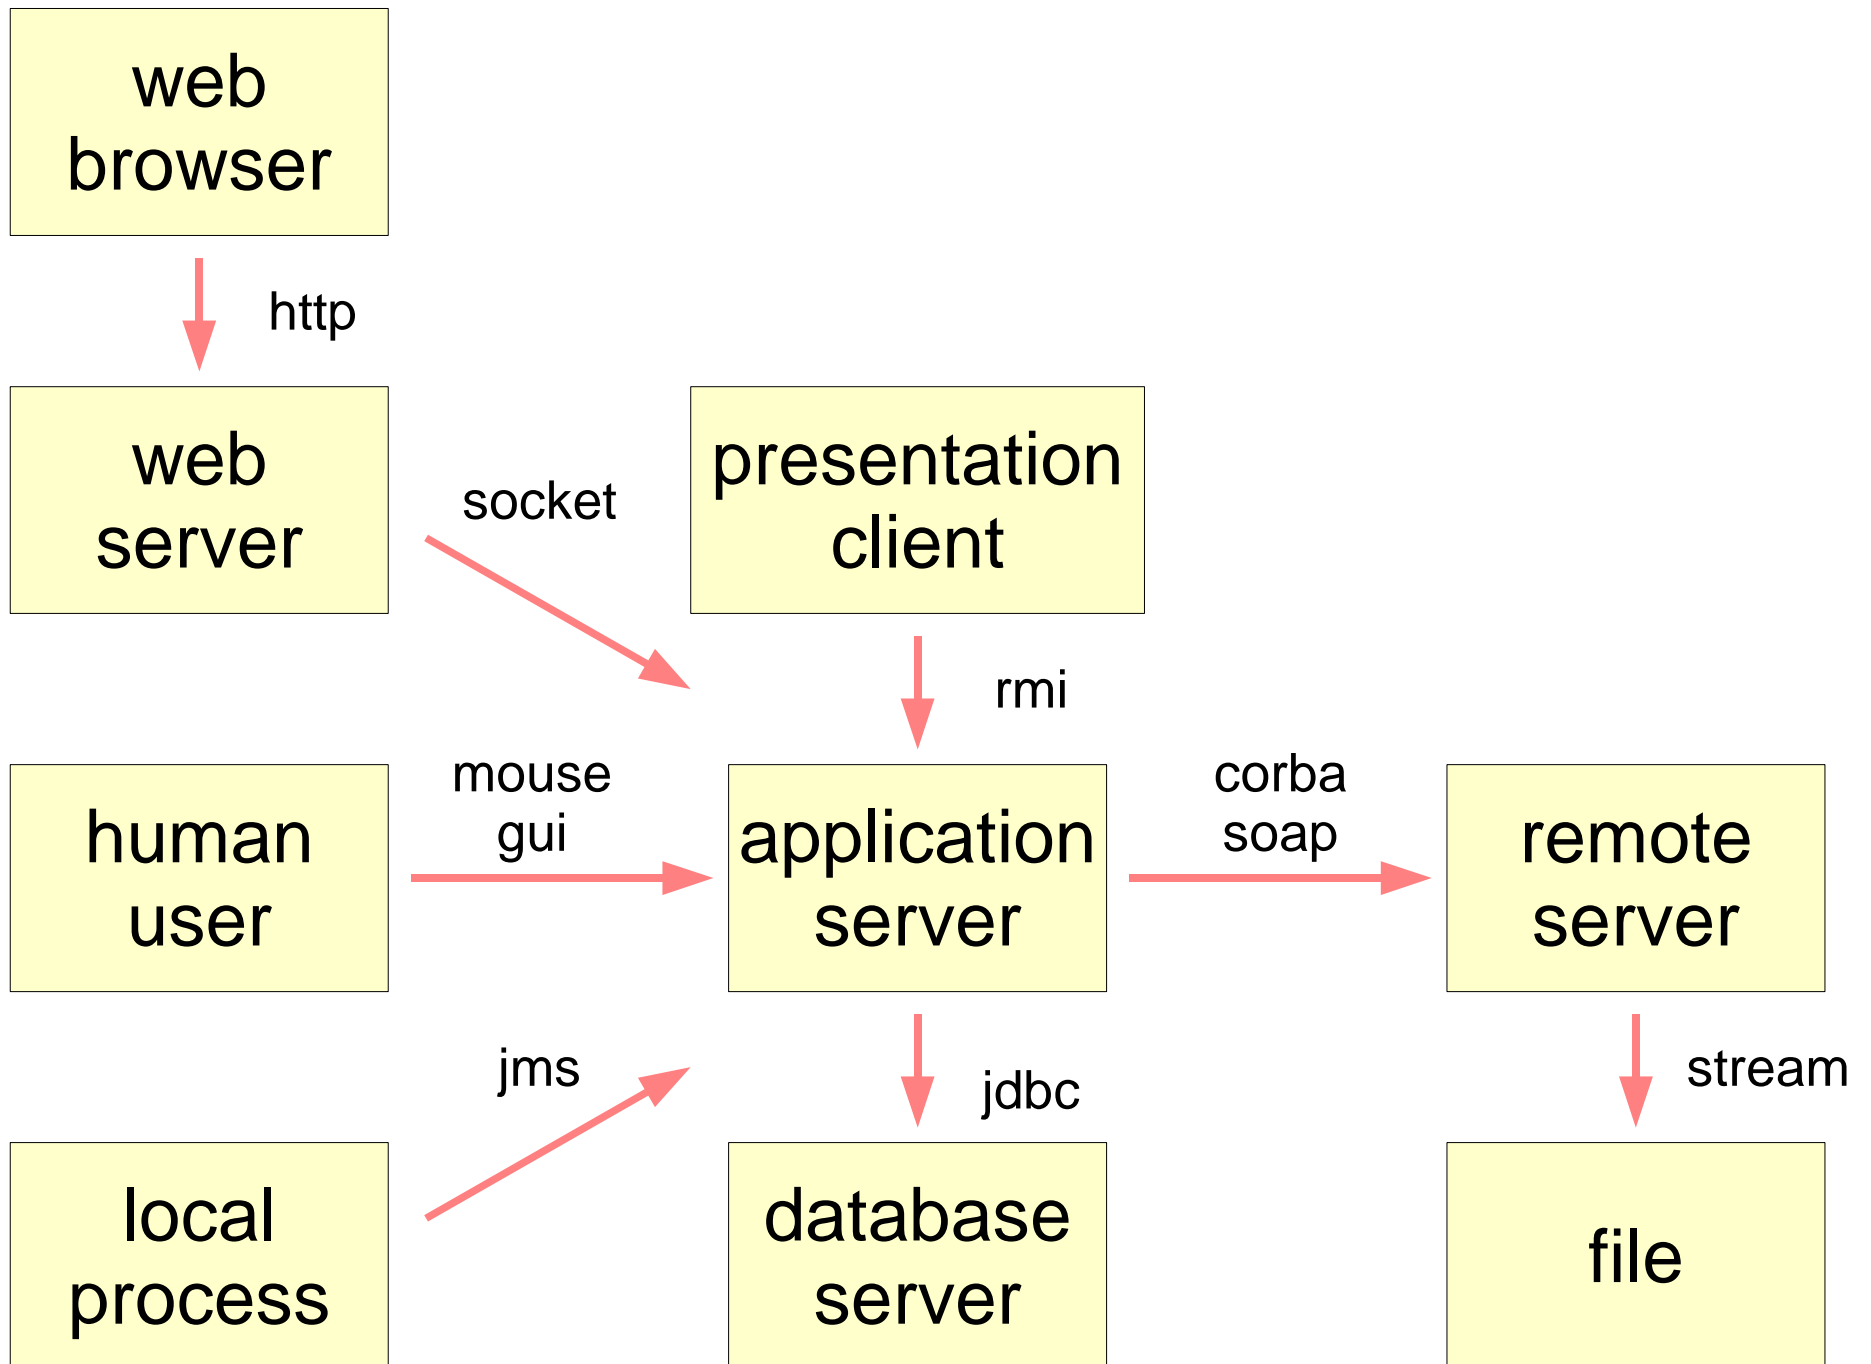 web
browser
http
web
server
socket
presentation
client
rmi
human
user
mouse
gui
application
server
corba
soap
remote
server
jms
jdbc
stream
local
process
database
server
file